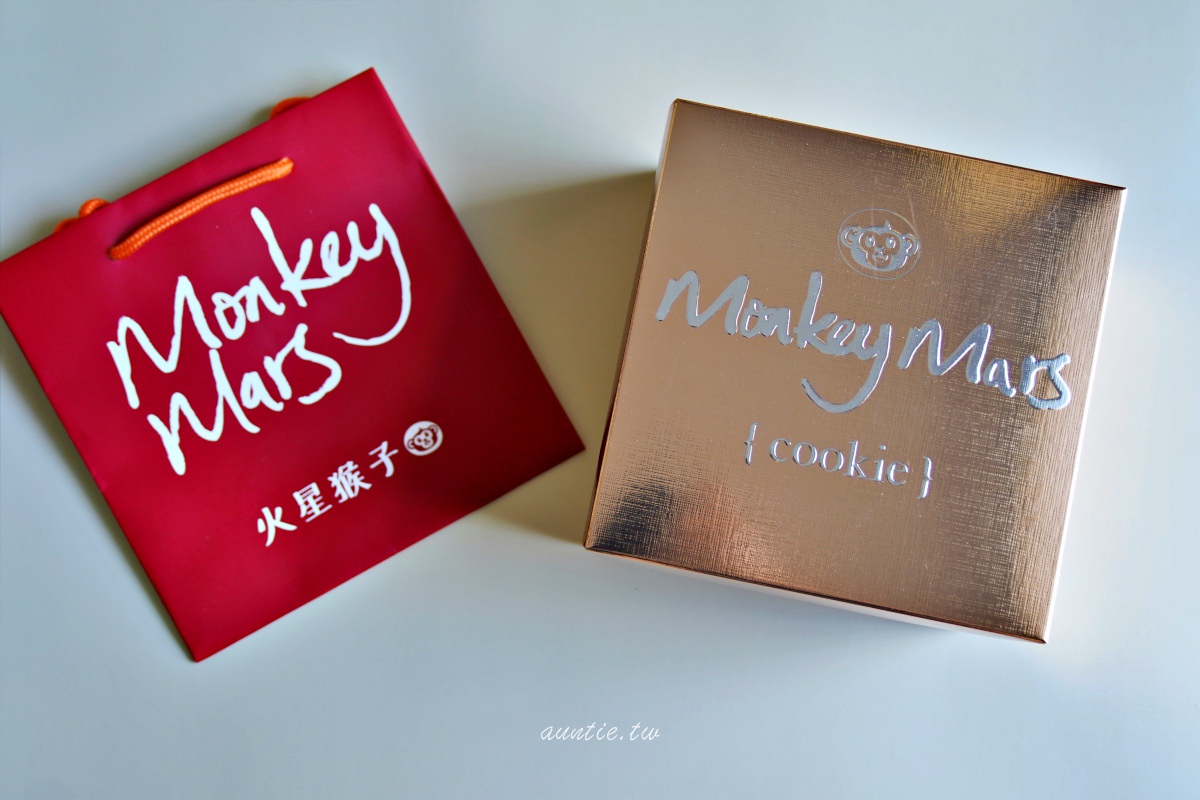 Monkey
Mars
火星猴子
Monkey Mars
{ cookie }
auntie.tw